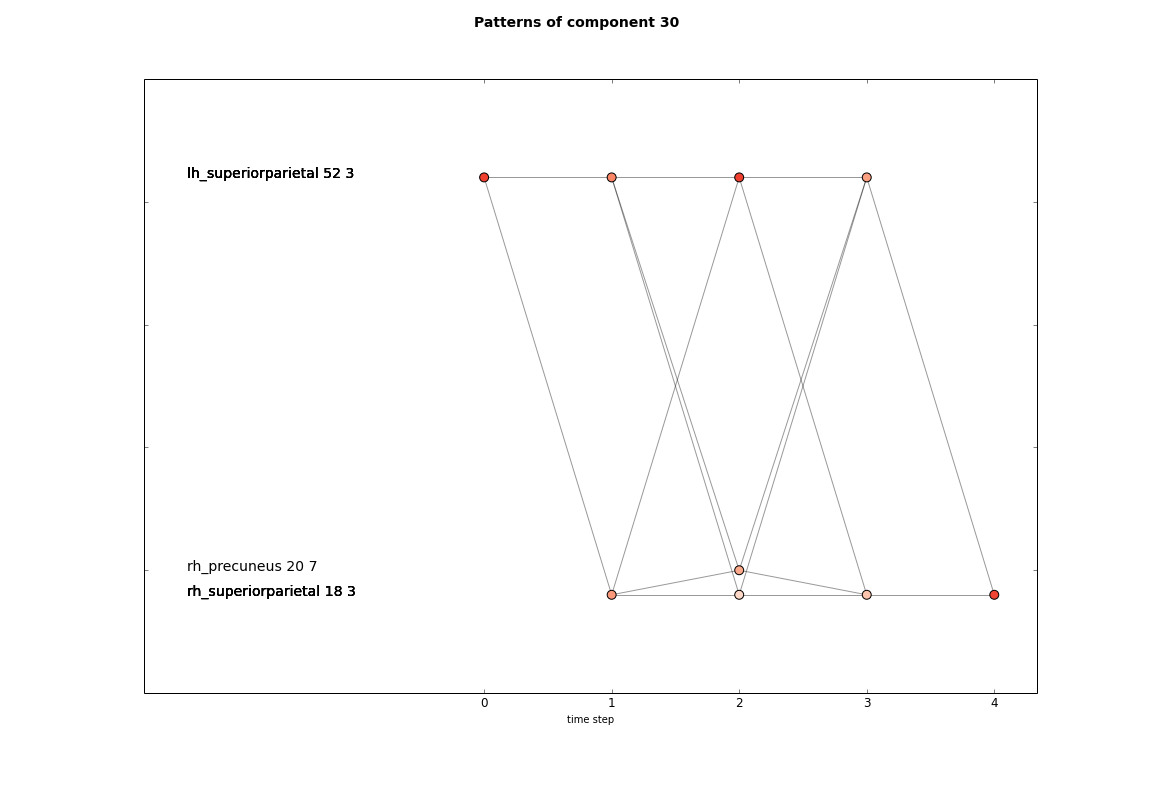 Patterns of component 30
lh_superiorparietal 52 3
rh_precuneus 20 7
rh_superiorparietal 18 3
0 1 2 3 4
time step